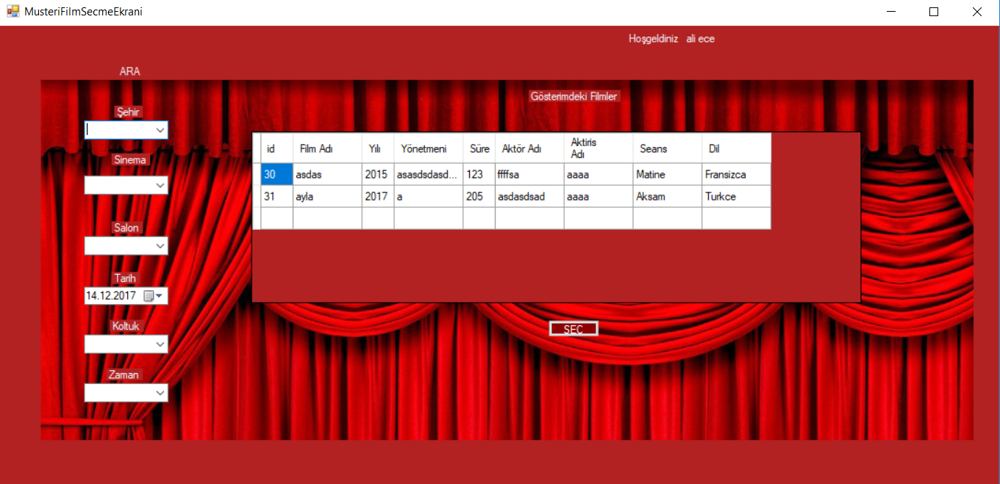 MusteriFilmSecmeEkrani
Hoşgeldiniz ali ece
ARA
Gösterimdeki Filmler
Şehir
Sinema
Salon
Tarih
14.12.2017
Koltuk
Zaman
id Film Adı Yılı Yönetmeni Süre Aktör Adı Aktiris Adı Seans Dil
30 asdas 2015 asasdsdasd... 123 ffffsa aaaa Matine Fransizca
31 ayla 2017 a 205 asdasdsad aaaa Aksam Turkce
SEC